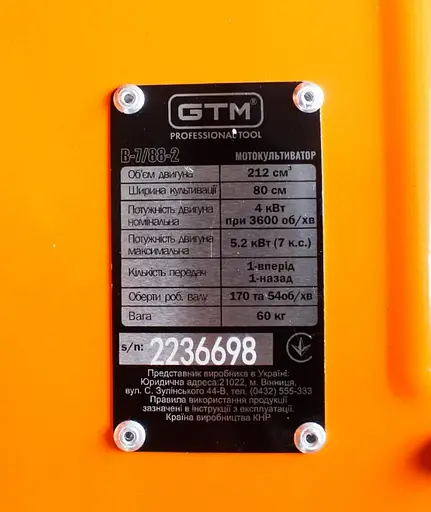 GTM®
PROFESSIONAL TOOL
B-7/88-2 МОТОКУЛЬТИВАТОР
Об'єм двигуна 212 см³
Ширина культивації 80 см
Потужність двигуна номінальна 4 кВт при 3600 об/хв
Потужність двигуна максимальна 5.2 кВт (7 к.с.)
Кількість передач 1-вперід 1-назад
Оберти роб. валу 170 та 54об/хв
Вага 60 кг
s/n: 2236698
Представник виробника в Україні:
Юридична адреса:21022, м. Вінниця,
вул. С. Зулінського 44-В, тел. (0432) 555-333
Правила використання продукції
зазначені в інструкції з експлуатації.
Країна виробництва КНР